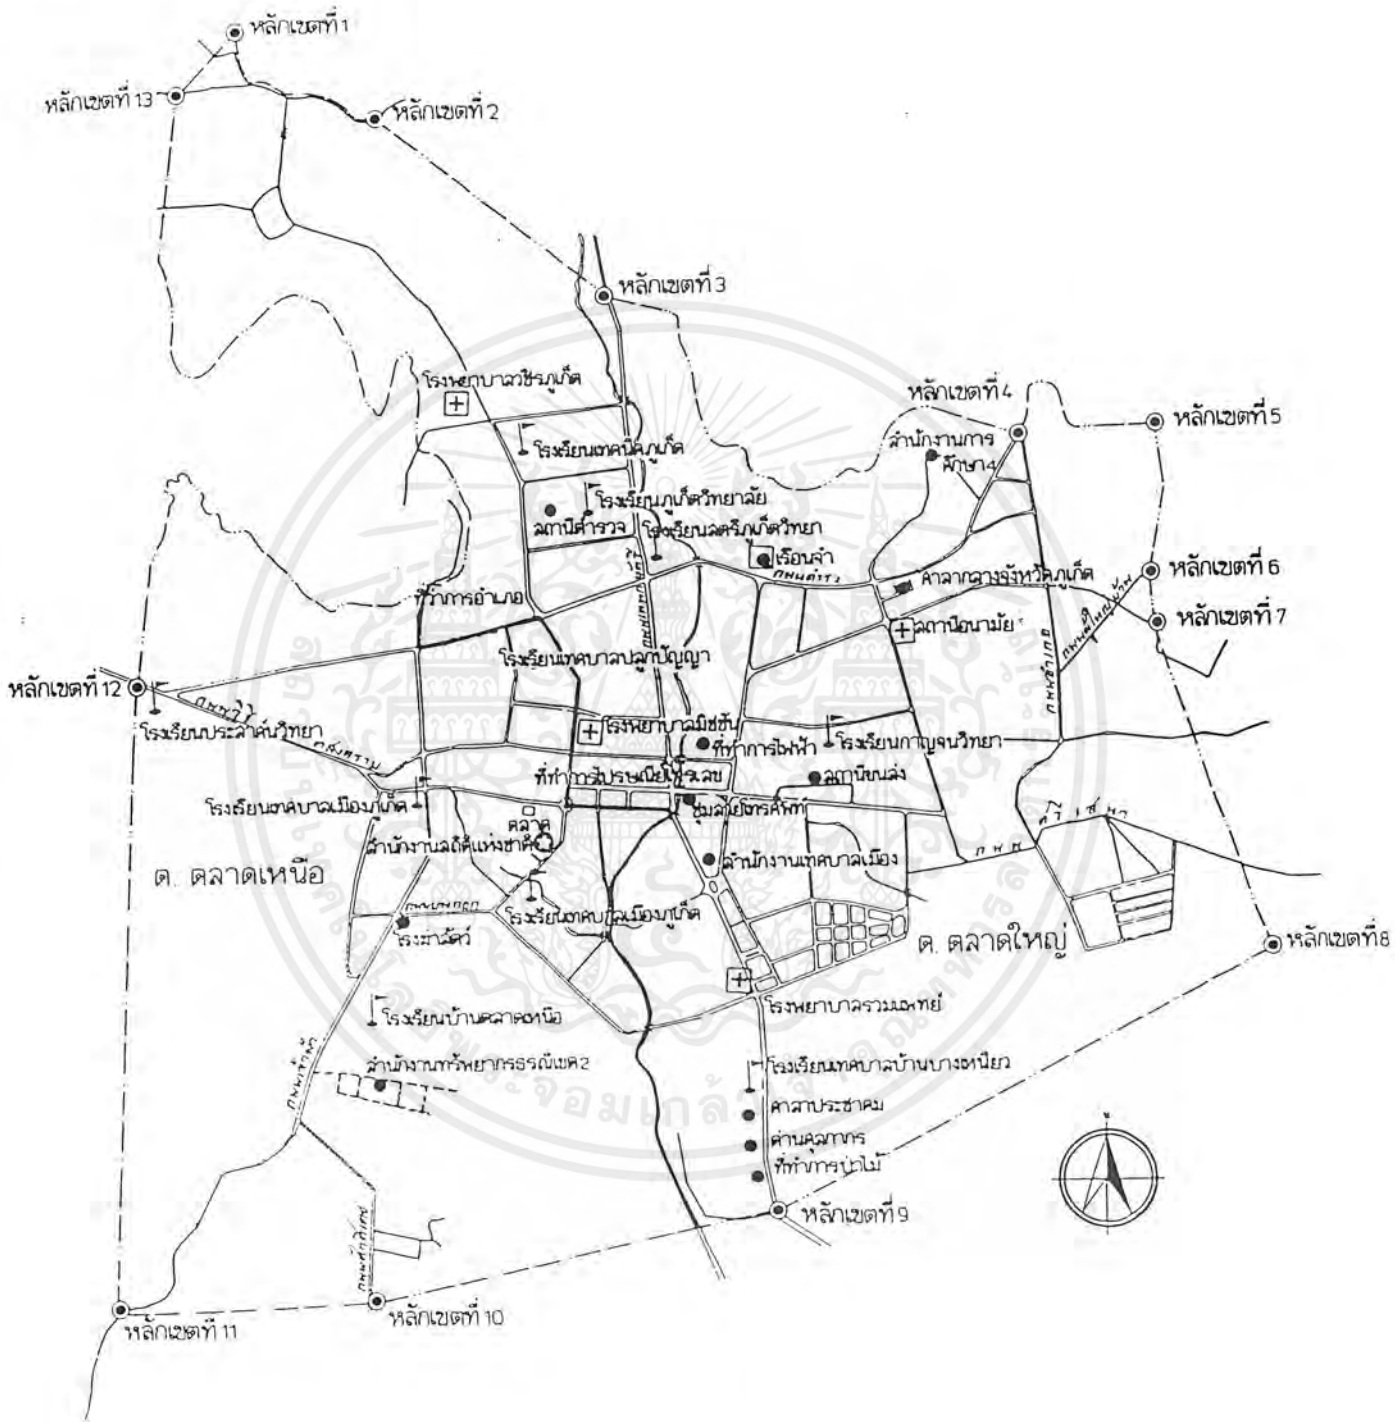 หลักเขตที่ 1
หลักเขตที่ 13
หลักเขตที่ 2
หลักเขตที่ 3
โรงพยาบาลวชิรภูเก็ต
หลักเขตที่ 4
หลักเขตที่ 5
สำนักงานการ
ศึกษา 4
โรงเรียนเทคนิคภูเก็ต
โรงเรียนภูเก็ตวิทยาลัย
สถานีตำรวจ
โรงเรียนสตรีภูเก็ตวิทยา
เรือนจำ
ถนนดำรง
ศาลากลางจังหวัดภูเก็ต
หลักเขตที่ 6
ที่ว่าการอำเภอ
สถานีอนามัย
หลักเขตที่ 7
โรงเรียนเทศบาลปลูกปัญญา
หลักเขตที่ 12
โรงเรียนประสาศน์วิทยา
โรงพยาบาลมิชชั่น
ที่ทำการไฟฟ้า
โรงเรียนกาญจนวิทยา
ที่ทำการไปรษณีย์โทรเลข
สถานีขนส่ง
โรงเรียนเทศบาลเมืองภูเก็ต
ชุมสายโทรศัพท์
ตลาด
สำนักงานสถิติแห่งชาติ
สำนักงานเทศบาลเมือง
ต. ตลาดเหนือ
โรงเรียนเทศบาลเมืองภูเก็ต
โรงฆ่าสัตว์
ต. ตลาดใหญ่
หลักเขตที่ 8
โรงพยาบาลรวมแพทย์
โรงเรียนบ้านตลาดเหนือ
สำนักงานทรัพยากรธรณีเขต 2
โรงเรียนเทศบาลบ้านบางเหนียว
ศาลาประชาคม
ด่านศุลกากร
ที่ทำการป่าไม้
หลักเขตที่ 9
ถนนเจ้าฟ้า
ถนนศักดิเดช
หลักเขตที่ 10
หลักเขตที่ 11